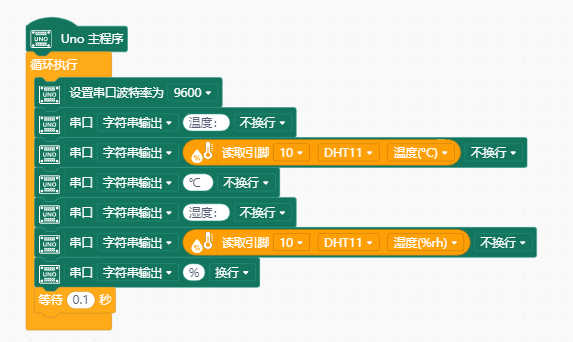 UNO Uno 主程序
循环执行
UNO 设置串口波特率为 9600
UNO 串口 字符串输出 温度： 不换行
UNO 串口 字符串输出 % 读取引脚 10 DHT11 温度(℃) 不换行
UNO 串口 字符串输出 ℃ 不换行
UNO 串口 字符串输出 湿度： 不换行
UNO 串口 字符串输出 % 读取引脚 10 DHT11 湿度(%rh) 不换行
UNO 串口 字符串输出 % 换行
等待 0.1 秒